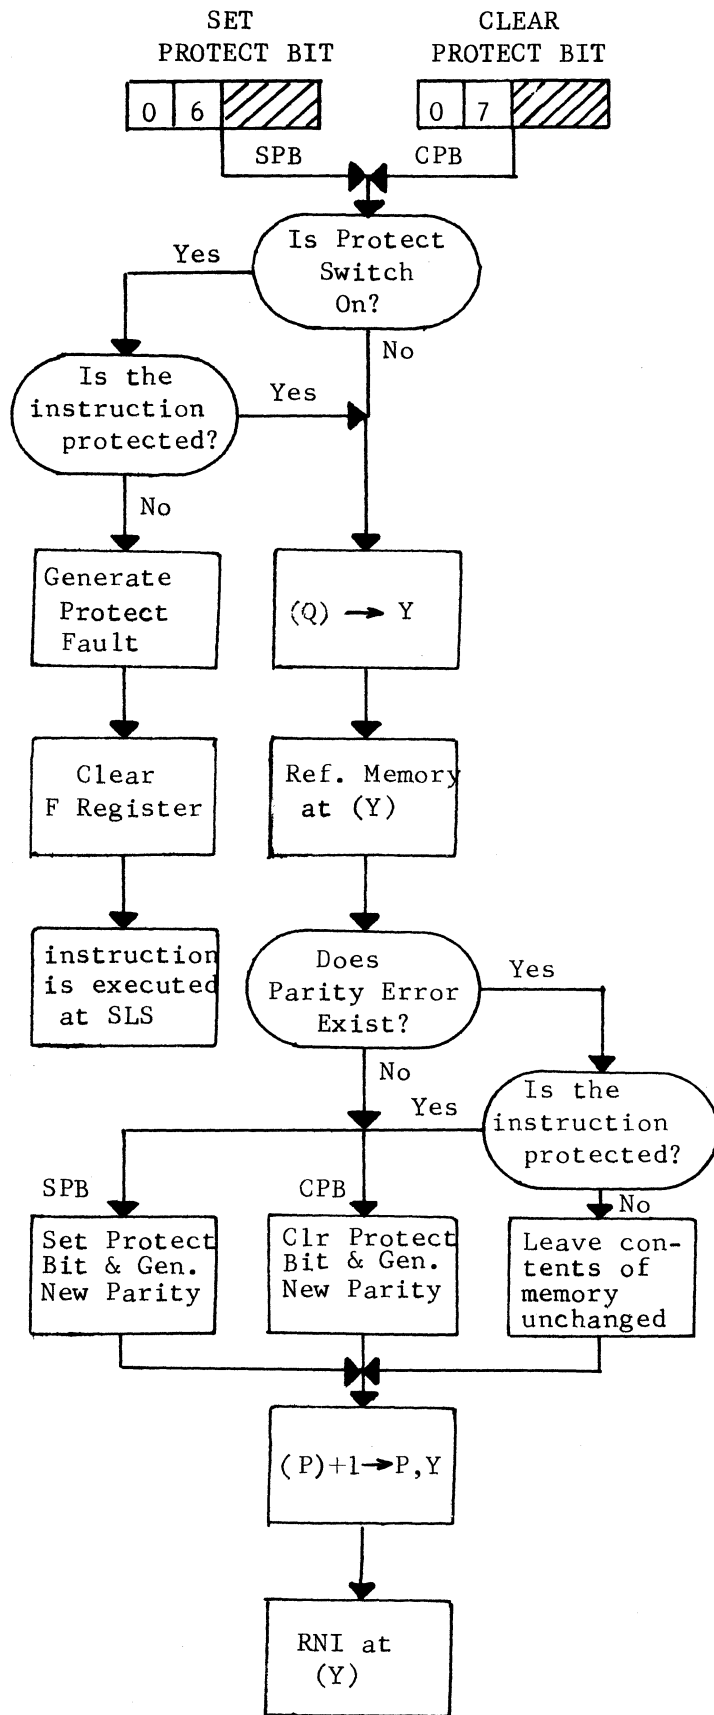 SET
PROTECT BIT
CLEAR
PROTECT BIT
0 6
0 7
SPB
CPB
Is Protect
Switch
On?
Yes
No
Is the
instruction
protected?
Yes
No
Generate
Protect
Fault
(Q) → Y
Clear
F Register
Ref. Memory
at (Y)
instruction
is executed
at SLS
Does
Parity Error
Exist?
Yes
No
Is the
instruction
protected?
Yes
No
SPB
CPB
Set Protect
Bit & Gen.
New Parity
Clr Protect
Bit & Gen.
New Parity
Leave con-
tents of
memory
unchanged
(P)+1→P,Y
RNI at
(Y)